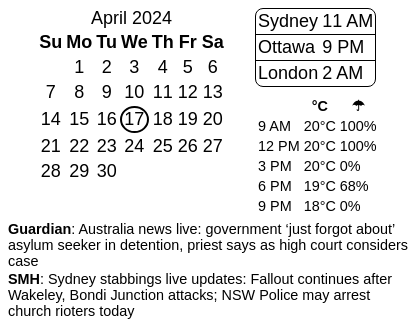 April 2024
Su Mo Tu We Th Fr Sa
1 2 3 4 5 6
7 8 9 10 11 12 13
14 15 16 17 18 19 20
21 22 23 24 25 26 27
28 29 30
Sydney 11 AM
Ottawa 9 PM
London 2 AM
°C ☂
9 AM 20°C 100%
12 PM 20°C 100%
3 PM 20°C 0%
6 PM 19°C 68%
9 PM 18°C 0%
Guardian: Australia news live: government ‘just forgot about’
asylum seeker in detention, priest says as high court considers
case
SMH: Sydney stabbings live updates: Fallout continues after
Wakeley, Bondi Junction attacks; NSW Police may arrest
church rioters today